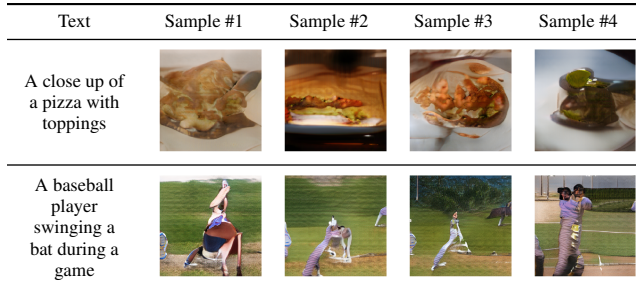 Text Sample #1 Sample #2 Sample #3 Sample #4
A close up of
a pizza with
toppings
A baseball
player
swinging a
bat during a
game